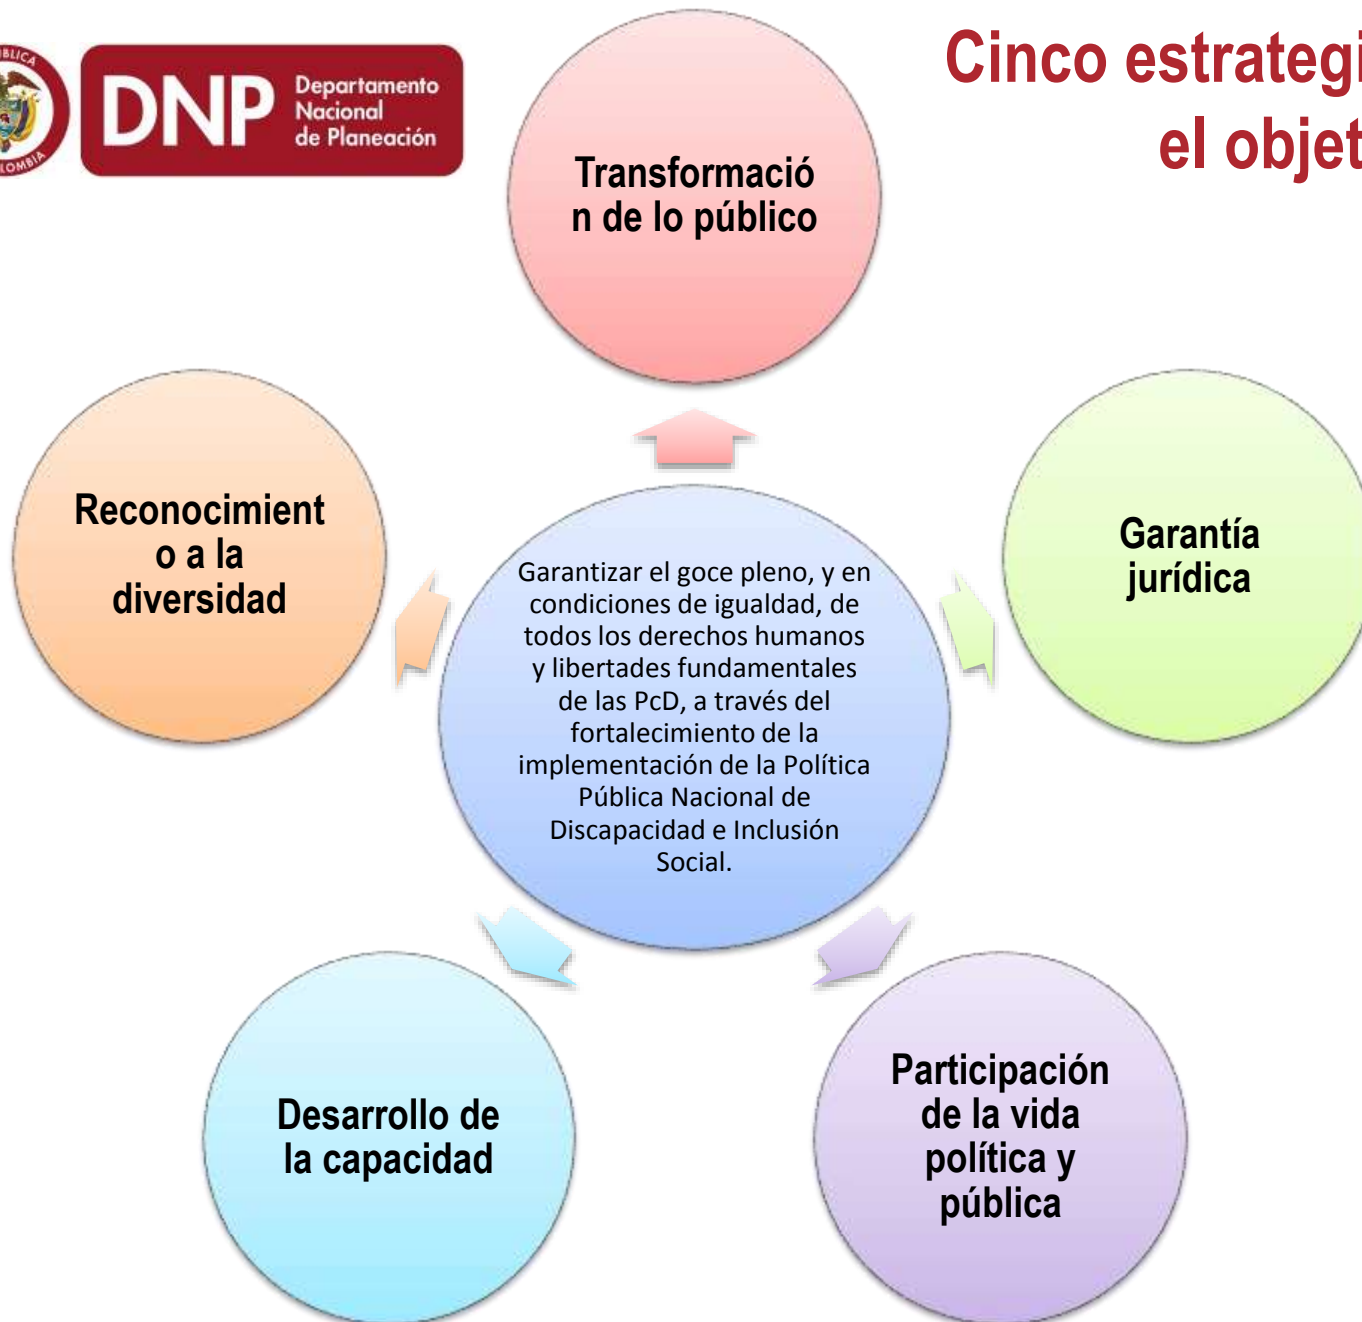 DNP
Departamento
Nacional
de Planeación
Cinco estrategi
el objet
Transformació
n de lo público
Reconocimient
o a la
diversidad
Garantía
jurídica
Garantizar el goce pleno, y en
condiciones de igualdad, de
todos los derechos humanos
y libertades fundamentales
de las PcD, a través del
fortalecimiento de la
implementación de la Política
Pública Nacional de
Discapacidad e Inclusión
Social.
Desarrollo de
la capacidad
Participación
de la vida
política y
pública